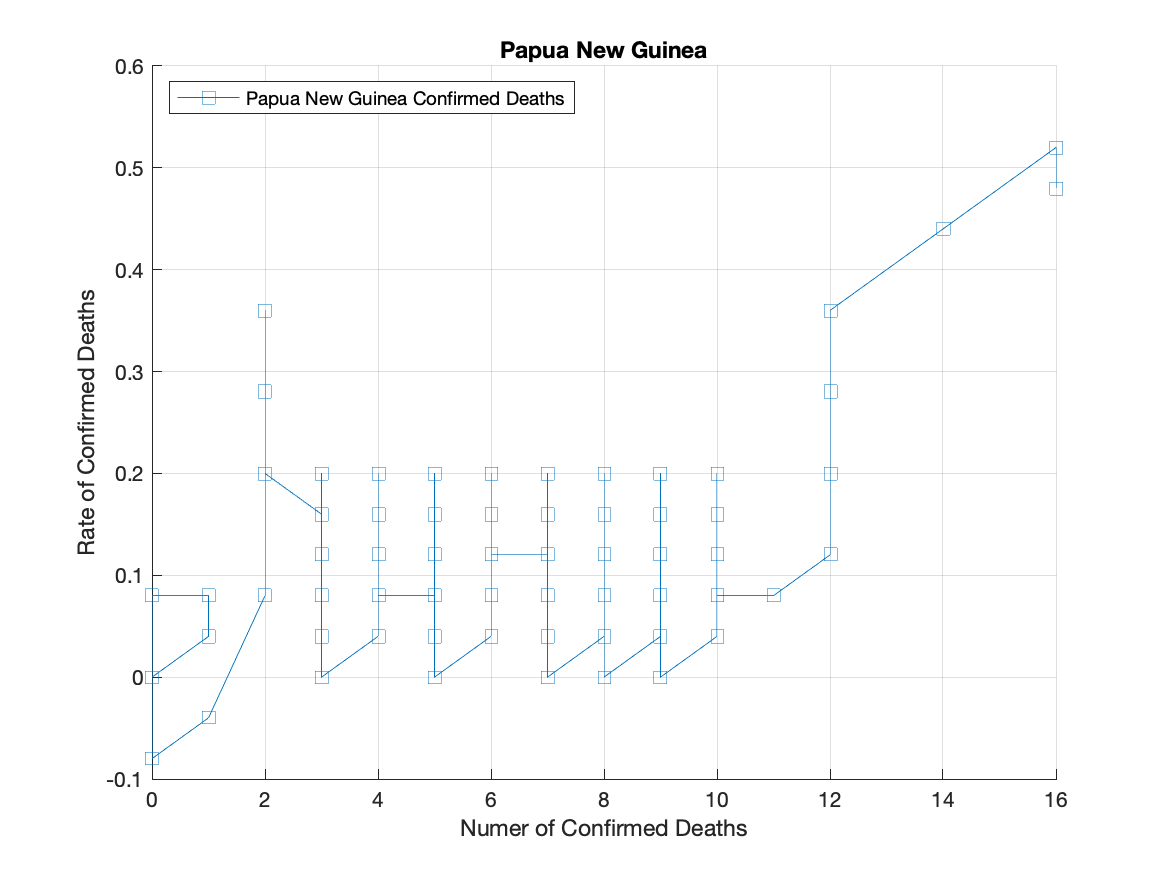 Papua New Guinea
Papua New Guinea Confirmed Deaths
0.6
0.5
0.4
0.3
0.2
0.1
0
-0.1
Rate of Confirmed Deaths
0 2 4 6 8 10 12 14 16
Numer of Confirmed Deaths